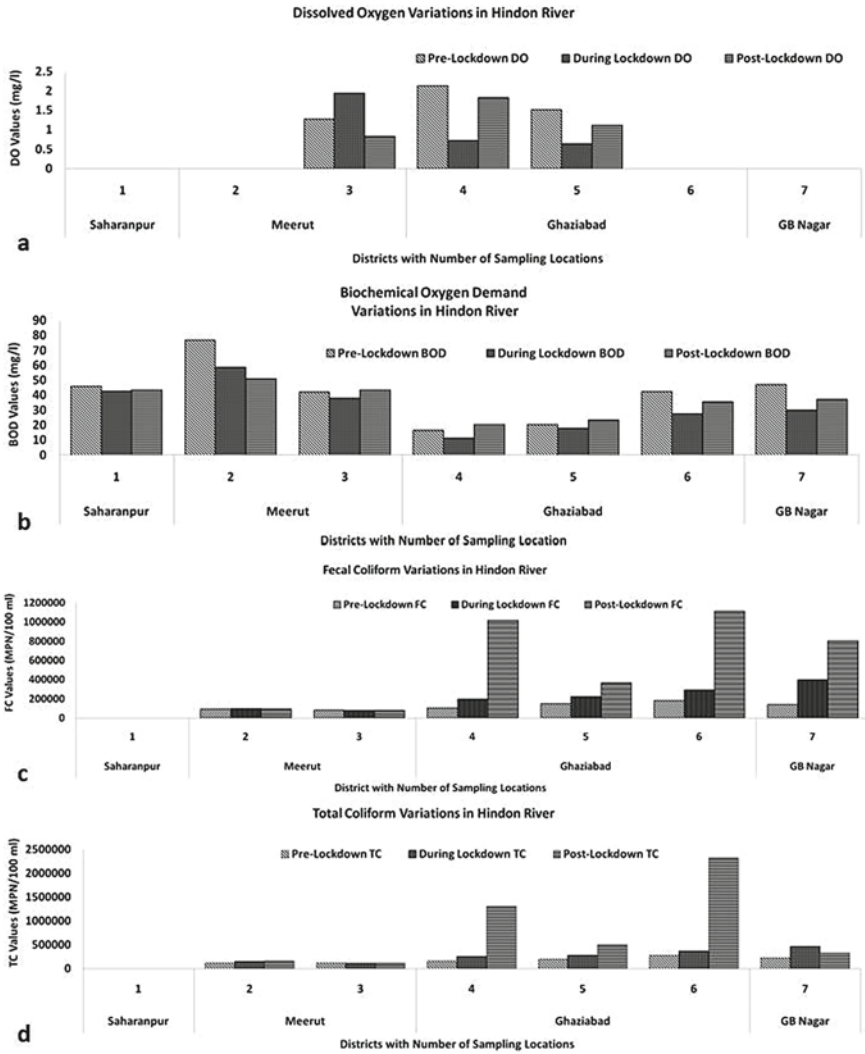 Dissolved Oxygen Variations in Hindon River
Pre-Lockdown DO During Lockdown DO Post-Lockdown DO
DO Values (mg/l)
2.5
2
1.5
1
0.5
0
1 2 3 4 5 6 7
Saharanpur Meerut Ghaziabad GB Nagar
a
Districts with Number of Sampling Locations
Biochemical Oxygen Demand
Variations in Hindon River
Pre-Lockdown BOD During Lockdown BOD Post-Lockdown BOD
BOD Values (mg/l)
90
80
70
60
50
40
30
20
10
0
1 2 3 4 5 6 7
Saharanpur Meerut Ghaziabad GB Nagar
b
Districts with Number of Sampling Location
Fecal Coliform Variations in Hindon River
Pre-Lockdown FC During Lockdown FC Post-Lockdown FC
FC Values (MPN/100 ml)
1200000
1000000
800000
600000
400000
200000
0
1 2 3 4 5 6 7
Saharanpur Meerut Ghaziabad GB Nagar
c
District with Number of Sampling Locations
Total Coliform Variations in Hindon River
Pre-Lockdown TC During Lockdown TC Post-Lockdown TC
TC Values (MPN/100 ml)
2500000
2000000
1500000
1000000
500000
0
1 2 3 4 5 6 7
Saharanpur Meerut Ghaziabad GB Nagar
d
Districts with Number of Sampling Locations